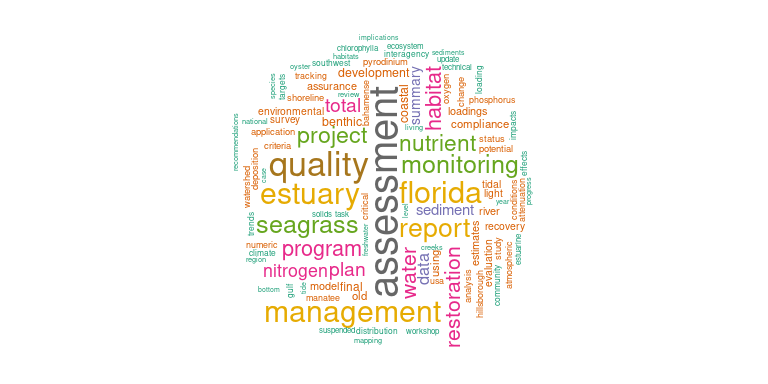 implications
chlorophylla
ecosystem
habitats
interagency
sediments
oyster
southwest
pyrodinium
update
tracking
development
technical
species
targets
assurance
review
summary
habitat
oxygen
change
loading
shoreline
total
bahamense
coastal
phosphorus
environmental
national
survey
benthic
living
loadings
compliance
impacts
recommendations
application
project
assessment
nutrient
status
potential
criteria
quality
monitoring
effects
watershed
deposition
case
estuary
florida
tidal
light
year
conditions
attenuation
progress
critical
level
sediment
river
trends
seagrass
solids
task
report
recovery
numeric
climate
region
program
freshwater
water
data
creeks
using
estimates
evaluation
study
atmospheric
estuarine
nitrogen
plan
usa
restoration
analysis
hillsborough
community
bottom
gulf
tide
model
final
manatee
old
management
suspended
distribution
workshop
mapping